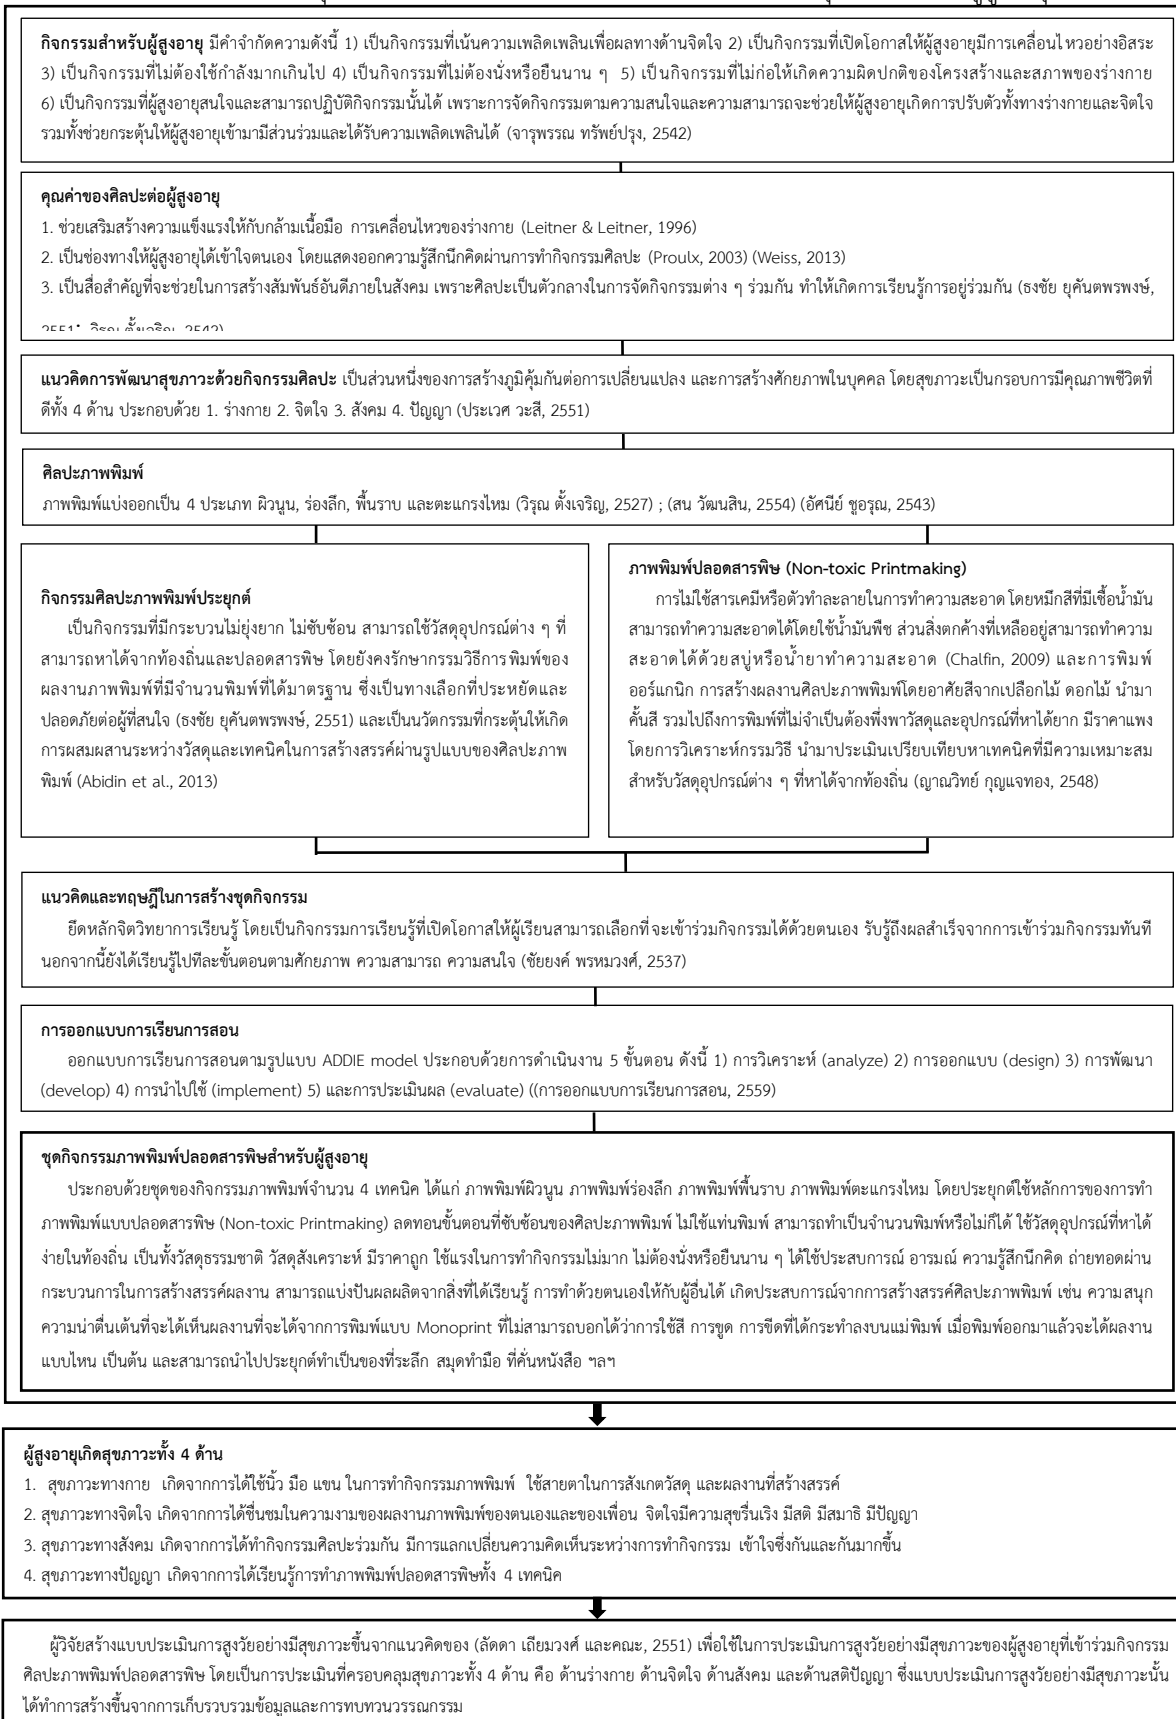 กิจกรรมสำหรับผู้สูงอายุ มีคำจำกัดความดังนี้ 1) เป็นกิจกรรมที่เน้นความเพลิดเพลินเพื่อผลทางด้านจิตใจ 2) เป็นกิจกรรมที่เปิดโอกาสให้ผู้สูงอายุมีการเคลื่อนไหวอย่างอิสระ
3) เป็นกิจกรรมที่ไม่ต้องใช้กำลังมากเกินไป 4) เป็นกิจกรรมที่ไม่ต้องนั่งหรือยืนนาน ๆ 5) เป็นกิจกรรมที่ไม่ก่อให้เกิดความผิดปกติของโครงสร้างและสภาพของร่างกาย
6) เป็นกิจกรรมที่ผู้สูงอายุสนใจและสามารถปฏิบัติกิจกรรมนั้นได้ เพราะการจัดกิจกรรมตามความสนใจและความสามารถจะช่วยให้ผู้สูงอายุเกิดการปรับตัวทั้งทางร่างกายและจิตใจ
รวมทั้งช่วยกระตุ้นให้ผู้สูงอายุเข้ามามีส่วนร่วมและได้รับความเพลิดเพลินได้ (จารุพรรณ ทรัพย์ปรุง, 2542)
คุณค่าของศิลปะต่อผู้สูงอายุ
1. ช่วยเสริมสร้างความแข็งแรงให้กับกล้ามเนื้อมือ การเคลื่อนไหวของร่างกาย (Leitner & Leitner, 1996)
2. เป็นช่องทางให้ผู้สูงอายุได้เข้าใจตนเอง โดยแสดงออกความรู้สึกนึกคิดผ่านการทำกิจกรรมศิลปะ (Proulx, 2003) (Weiss, 2013)
3. เป็นสื่อสำคัญที่จะช่วยในการสร้างสัมพันธ์อันดีภายในสังคม เพราะศิลปะเป็นตัวกลางในการจัดกิจกรรมต่าง ๆ ร่วมกัน ทำให้เกิดการเรียนรู้การอยู่ร่วมกัน (ธงชัย ยุคันตพรพงษ์,
2551; วิรุณ ตั้งเจริญ, 2542)
แนวคิดการพัฒนาสุขภาวะด้วยกิจกรรมศิลปะ เป็นส่วนหนึ่งของการสร้างภูมิคุ้มกันต่อการเปลี่ยนแปลง และการสร้างศักยภาพในบุคคล โดยสุขภาวะเป็นกรอบการมีคุณภาพชีวิตที่
ดีทั้ง 4 ด้าน ประกอบด้วย 1. ร่างกาย 2. จิตใจ 3. สังคม 4. ปัญญา (ประเวศ วะสี, 2551)
ศิลปะภาพพิมพ์
ภาพพิมพ์แบ่งออกเป็น 4 ประเภท ผิวนูน, ร่องลึก, พื้นราบ และตะแกรงไหม (วิรุณ ตั้งเจริญ, 2527) ; (สน วัฒนสิน, 2554) (อัศนีย์ ชูอรุณ, 2543)
กิจกรรมศิลปะภาพพิมพ์ประยุกต์
เป็นกิจกรรมที่มีกระบวนไม่ยุ่งยาก ไม่ซับซ้อน สามารถใช้วัสดุอุปกรณ์ต่าง ๆ ที่
สามารถหาได้จากท้องถิ่นและปลอดสารพิษ โดยยังคงรักษากรรมวิธีการพิมพ์ของ
ผลงานภาพพิมพ์ที่มีจำนวนพิมพ์ที่ได้มาตรฐาน ซึ่งเป็นทางเลือกที่ประหยัดและ
ปลอดภัยต่อผู้ที่สนใจ (ธงชัย ยุคันตพรพงษ์, 2551) และเป็นนวัตกรรมที่กระตุ้นให้เกิด
การผสมผสานระหว่างวัสดุและเทคนิคในการสร้างสรรค์ผ่านรูปแบบของศิลปะภาพ
พิมพ์ (Abidin et al., 2013)
ภาพพิมพ์ปลอดสารพิษ (Non-toxic Printmaking)
การไม่ใช้สารเคมีหรือตัวทำละลายในการทำความสะอาด โดยหมึกสีที่มีเชื้อน้ำมัน
สามารถทำความสะอาดได้โดยใช้น้ำมันพืช ส่วนสิ่งตกค้างที่เหลืออยู่สามารถทำความ
สะอาดได้ด้วยสบู่หรือน้ำยาทำความสะอาด (Chalfin, 2009) และการพิมพ์
ออร์แกนิก การสร้างผลงานศิลปะภาพพิมพ์โดยอาศัยสีจากเปลือกไม้ ดอกไม้ นำมา
คั้นสี รวมไปถึงการพิมพ์ที่ไม่จำเป็นต้องพึ่งพาวัสดุและอุปกรณ์ที่หาได้ยาก มีราคาแพง
โดยการวิเคราะห์กรรมวิธี นำมาประเมินเปรียบเทียบหาเทคนิคที่มีความเหมาะสม
สำหรับวัสดุอุปกรณ์ต่าง ๆ ที่หาได้จากท้องถิ่น (ญาณวิทย์ กุญแจทอง, 2548)
แนวคิดและทฤษฎีในการสร้างชุดกิจกรรม
ยึดหลักจิตวิทยาการเรียนรู้ โดยเป็นกิจกรรมการเรียนรู้ที่เปิดโอกาสให้ผู้เรียนสามารถเลือกที่จะเข้าร่วมกิจกรรมได้ด้วยตนเอง รับรู้ถึงผลสำเร็จจากการเข้าร่วมกิจกรรมทันที
นอกจากนี้ยังได้เรียนรู้ไปทีละขั้นตอนตามศักยภาพ ความสามารถ ความสนใจ (ชัยยงค์ พรหมวงศ์, 2537)
การออกแบบการเรียนการสอน
ออกแบบการเรียนการสอนตามรูปแบบ ADDIE model ประกอบด้วยการดำเนินงาน 5 ขั้นตอน ดังนี้ 1) การวิเคราะห์ (analyze) 2) การออกแบบ (design) 3) การพัฒนา
(develop) 4) การนำไปใช้ (implement) 5) และการประเมินผล (evaluate) ((การออกแบบการเรียนการสอน, 2559)
ชุดกิจกรรมภาพพิมพ์ปลอดสารพิษสำหรับผู้สูงอายุ
ประกอบด้วยชุดของกิจกรรมภาพพิมพ์จำนวน 4 เทคนิค ได้แก่ ภาพพิมพ์ผิวนูน ภาพพิมพ์ร่องลึก ภาพพิมพ์พื้นราบ ภาพพิมพ์ตะแกรงไหม โดยประยุกต์ใช้หลักการของการทำ
ภาพพิมพ์แบบปลอดสารพิษ (Non-toxic Printmaking) ลดทอนขั้นตอนที่ซับซ้อนของศิลปะภาพพิมพ์ ไม่ใช้แท่นพิมพ์ สามารถทำเป็นจำนวนพิมพ์หรือไม่ก็ได้ ใช้วัสดุอุปกรณ์ที่หาได้
ง่ายในท้องถิ่น เป็นทั้งวัสดุธรรมชาติ วัสดุสังเคราะห์ มีราคาถูก ใช้แรงในการทำกิจกรรมไม่มาก ไม่ต้องนั่งหรือยืนนาน ๆ ได้ใช้ประสบการณ์ อารมณ์ ความรู้สึกนึกคิด ถ่ายทอดผ่าน
กระบวนการในการสร้างสรรค์ผลงาน สามารถแบ่งปันผลผลิตจากสิ่งที่ได้เรียนรู้ การทำด้วยตนเองให้กับผู้อื่นได้ เกิดประสบการณ์จากการสร้างสรรค์ศิลปะภาพพิมพ์ เช่น ความสนุก
ความน่าตื่นเต้นที่จะได้เห็นผลงานที่จะได้จากการพิมพ์แบบ Monoprint ที่ไม่สามารถบอกได้ว่าการใช้สี การขูด การขีดที่ได้กระทำลงบนแม่พิมพ์ เมื่อพิมพ์ออกมาแล้วจะได้ผลงาน
แบบไหน เป็นต้น และสามารถนำไปประยุกต์ทำเป็นของที่ระลึก สมุดทำมือ ที่คั่นหนังสือ ฯลฯ
ผู้สูงอายุเกิดสุขภาวะทั้ง 4 ด้าน
1. สุขภาวะทางกาย เกิดจากการได้ใช้นิ้ว มือ แขน ในการทำกิจกรรมภาพพิมพ์ ใช้สายตาในการสังเกตวัสดุ และผลงานที่สร้างสรรค์
2. สุขภาวะทางจิตใจ เกิดจากการได้ชื่นชมในความงามของผลงานภาพพิมพ์ของตนเองและของเพื่อน จิตใจมีความสุขรื่นเริง มีสติ มีสมาธิ มีปัญญา
3. สุขภาวะทางสังคม เกิดจากการได้ทำกิจกรรมศิลปะร่วมกัน มีการแลกเปลี่ยนความคิดเห็นระหว่างการทำกิจกรรม เข้าใจซึ่งกันและกันมากขึ้น
4. สุขภาวะทางปัญญา เกิดจากการได้เรียนรู้การทำภาพพิมพ์ปลอดสารพิษทั้ง 4 เทคนิค
ผู้วิจัยสร้างแบบประเมินการสูงวัยอย่างมีสุขภาวะขึ้นจากแนวคิดของ (ลัดดา เถียมวงศ์ และคณะ, 2551) เพื่อใช้ในการประเมินการสูงวัยอย่างมีสุขภาวะของผู้สูงอายุที่เข้าร่วมกิจกรรม
ศิลปะภาพพิมพ์ปลอดสารพิษ โดยเป็นการประเมินที่ครอบคลุมสุขภาวะทั้ง 4 ด้าน คือ ด้านร่างกาย ด้านจิตใจ ด้านสังคม และด้านสติปัญญา ซึ่งแบบประเมินการสูงวัยอย่างมีสุขภาวะนั้น
ได้ทำการสร้างขึ้นจากการเก็บรวบรวมข้อมูลและการทบทวนวรรณกรรม